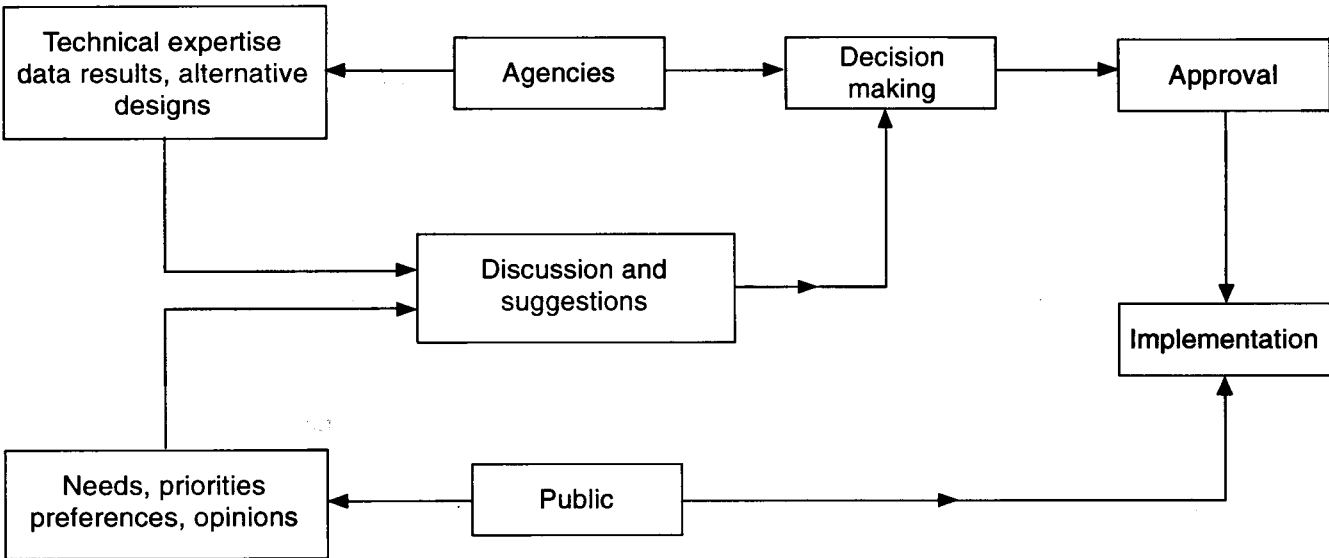 Technical expertise
data results, alternative
designs
Agencies
Decision
making
Approval
Discussion and
suggestions
Implementation
Needs, priorities
preferences, opinions
Public